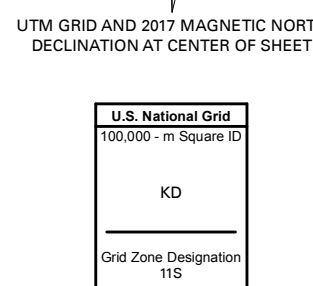 UTM GRID AND 2017 MAGNETIC NORT
DECLINATION AT CENTER OF SHEET
U.S. National Grid
100,000 - m Square ID
KD
Grid Zone Designation
11S